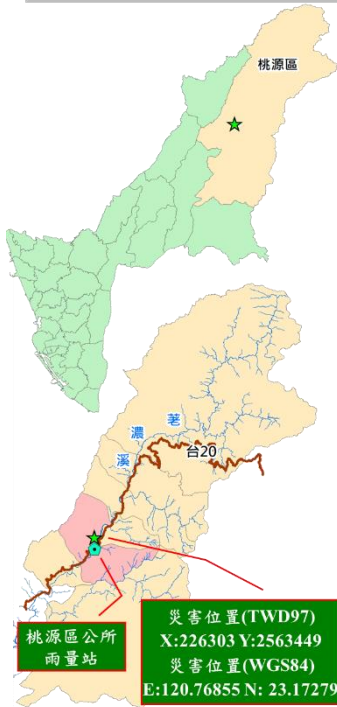 桃源區
荖
濃
溪
台20
桃源區公所
雨量站
災害位置(TWD97)
X:226303 Y:2563449
災害位置(WGS84)
E:120.76855 N: 23.17279